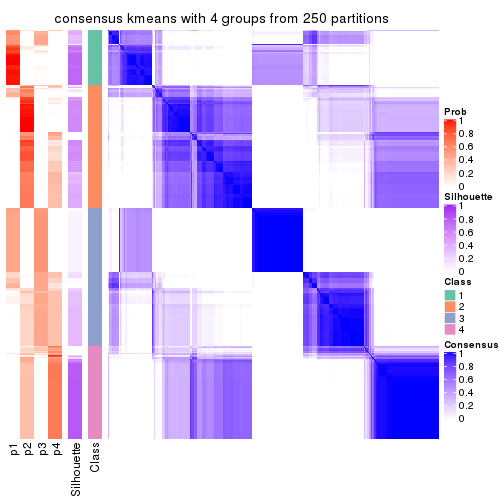 consensus kmeans with 4 groups from 250 partitions
Prob
1
0.8
0.6
0.4
0.2
0
Silhouette
1
0.8
0.6
0.4
0.2
0
Class
1
2
3
4
Consensus
1
0.8
0.6
0.4
0.2
0
p1
p2
p3
p4
Silhouette
Class